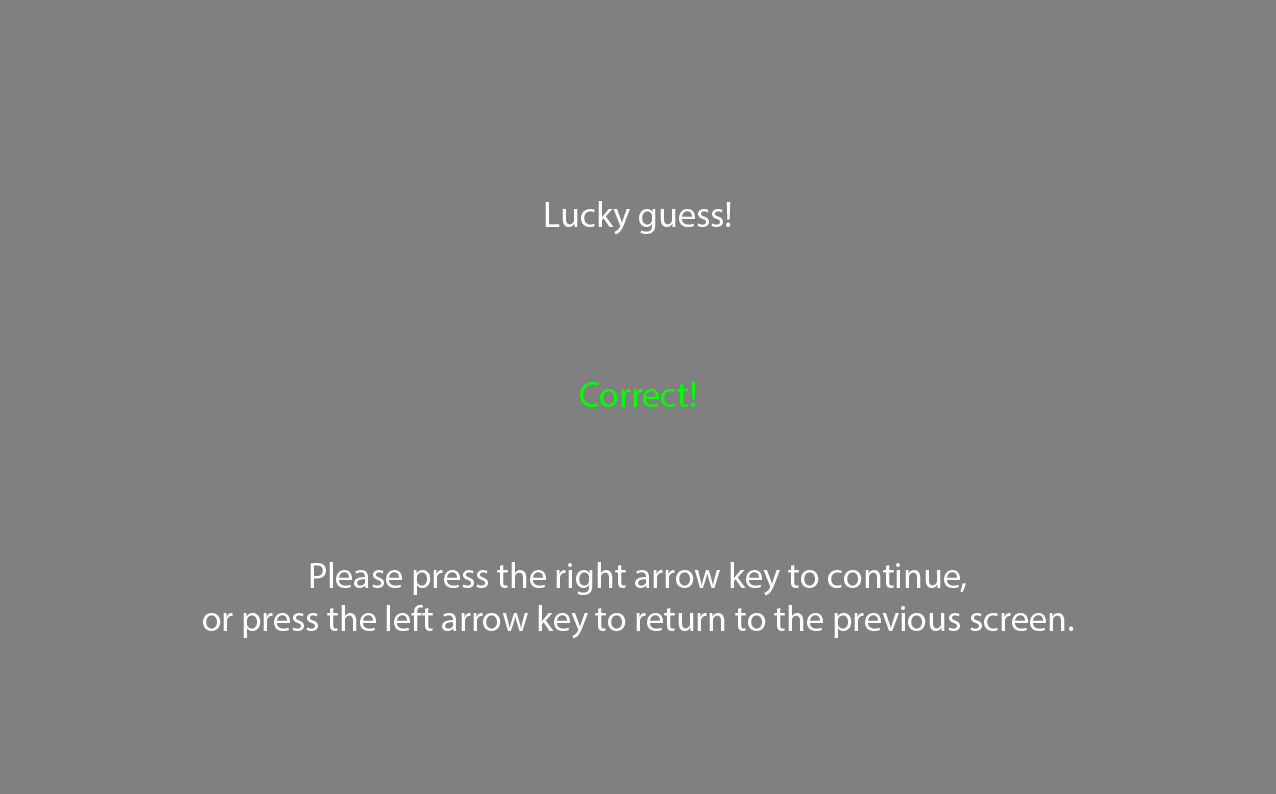 Lucky guess!
Correct!
Please press the right arrow key to continue,
or press the left arrow key to return to the previous screen.